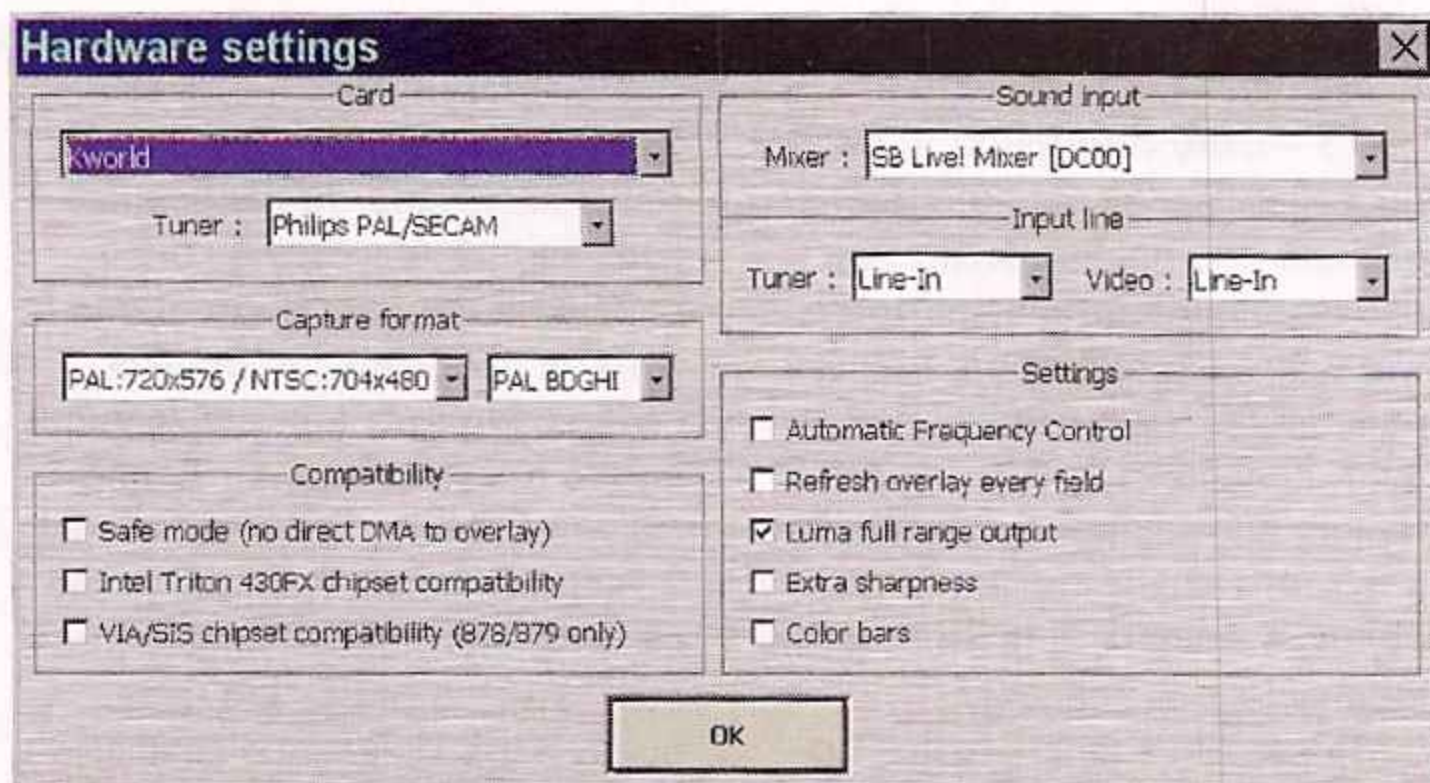 Hardware settings
Card
Kworld
Tuner : Philips PAL/SECAM
Capture format
PAL:720x576 / NTSC:704x480 PAL BDGHI
Compatibility
Safe mode (no direct DMA to overlay)
Intel Triton 430FX chipset compatibility
VIA/SiS chipset compatibility (878/879 only)
Sound input
Mixer : SB Live! Mixer [DC00]
Input line
Tuner : Line-In Video : Line-In
Settings
Automatic Frequency Control
Refresh overlay every field
Luma full range output
Extra sharpness
Color bars
OK